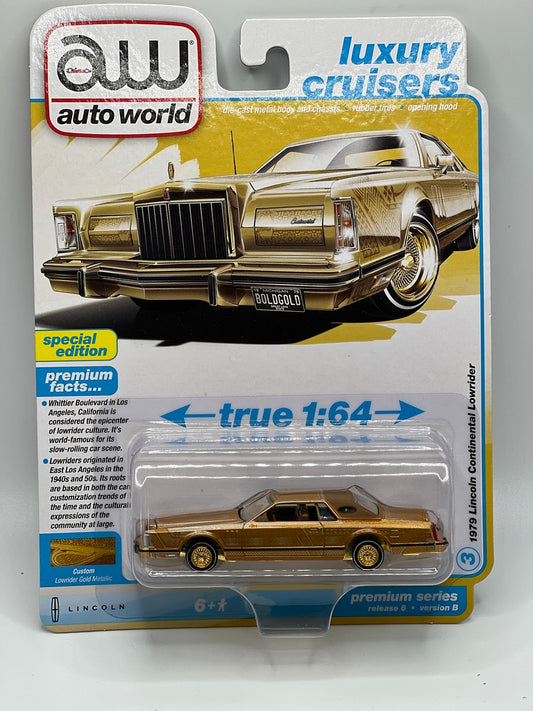 aw
auto world
luxury
cruisers
die-cast metal body and chassis • rubber tires • opening hood
Continental
MICHIGAN
BOLDGOLD
special
edition
premium
facts...
• Whittier Boulevard in Los
Angeles, California is
considered the epicenter
of lowrider culture. It's
world-famous for its
slow-rolling car scene.
• Lowriders originated in
East Los Angeles in the
1940s and 50s. Its roots
are based in both the car
customization trends of
the time and the cultural
expressions of the
community at large.
true 1:64
1979 Lincoln Continental Lowrider
3
Custom
Lowrider Gold Metallic
LINCOLN
6+
premium series
release 6 • version B